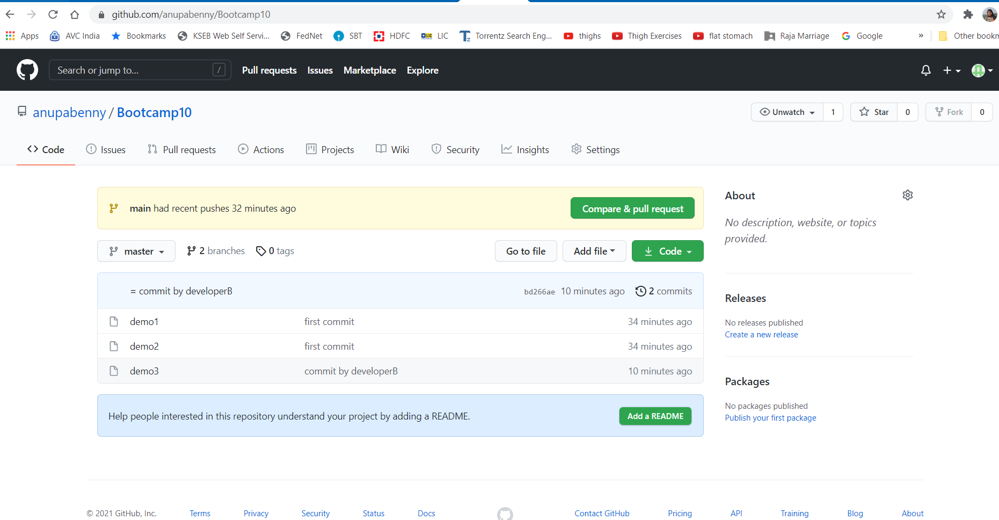 github.com/anupabenny/Bootcamp10
Apps AVC India Bookmarks KSEB Web Self Servi... FedNet SBT HDFC LIC Torrentz Search Eng... thighs Thigh Exercises flat stomach Raja Marriage Google » Other bookm
Search or jump to... / Pull requests Issues Marketplace Explore
anupabenny / Bootcamp10 Unwatch 1 Star 0 Fork 0
Code Issues Pull requests Actions Projects Wiki Security Insights Settings
main had recent pushes 32 minutes ago Compare & pull request
master 2 branches 0 tags Go to file Add file Code
= commit by developerB bd266ae 10 minutes ago 2 commits
demo1 first commit 34 minutes ago
demo2 first commit 34 minutes ago
demo3 commit by developerB 10 minutes ago
Help people interested in this repository understand your project by adding a README. Add a README
About
No description, website, or topics
provided.
Releases
No releases published
Create a new release
Packages
No packages published
Publish your first package
© 2021 GitHub, Inc. Terms Privacy Security Status Docs Contact GitHub Pricing API Training Blog About